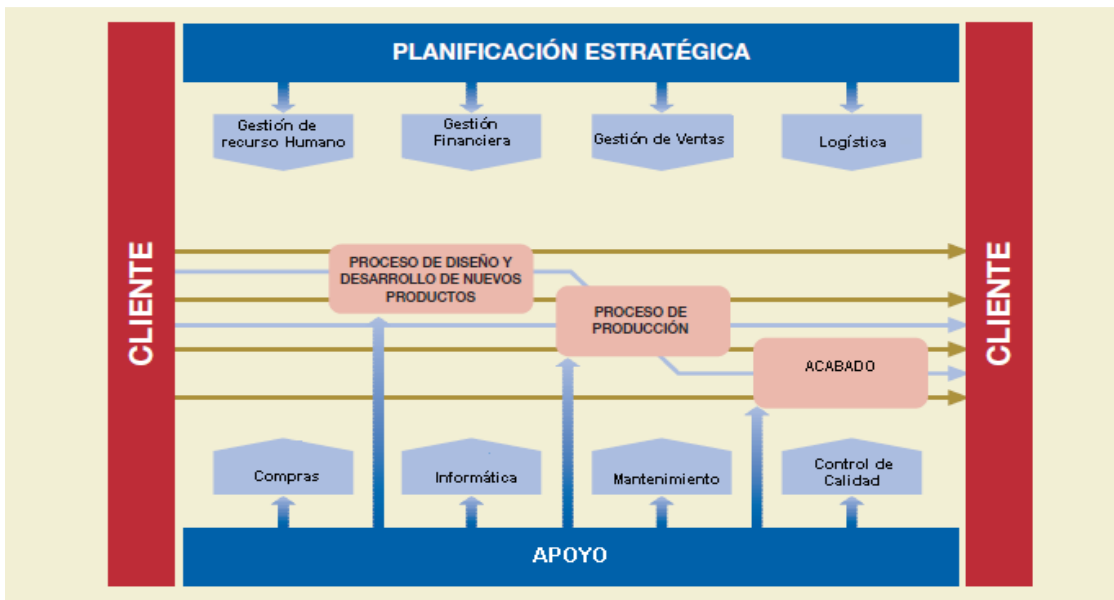 PLANIFICACIÓN ESTRATÉGICA
Gestión de
recurso Humano
Gestión
Financiera
Gestión de Ventas
Logística
CLIENTE
PROCESO DE DISEÑO Y
DESARROLLO DE NUEVOS
PRODUCTOS
PROCESO DE
PRODUCCIÓN
ACABADO
CLIENTE
Compras
Informática
Mantenimiento
Control de
Calidad
APOYO